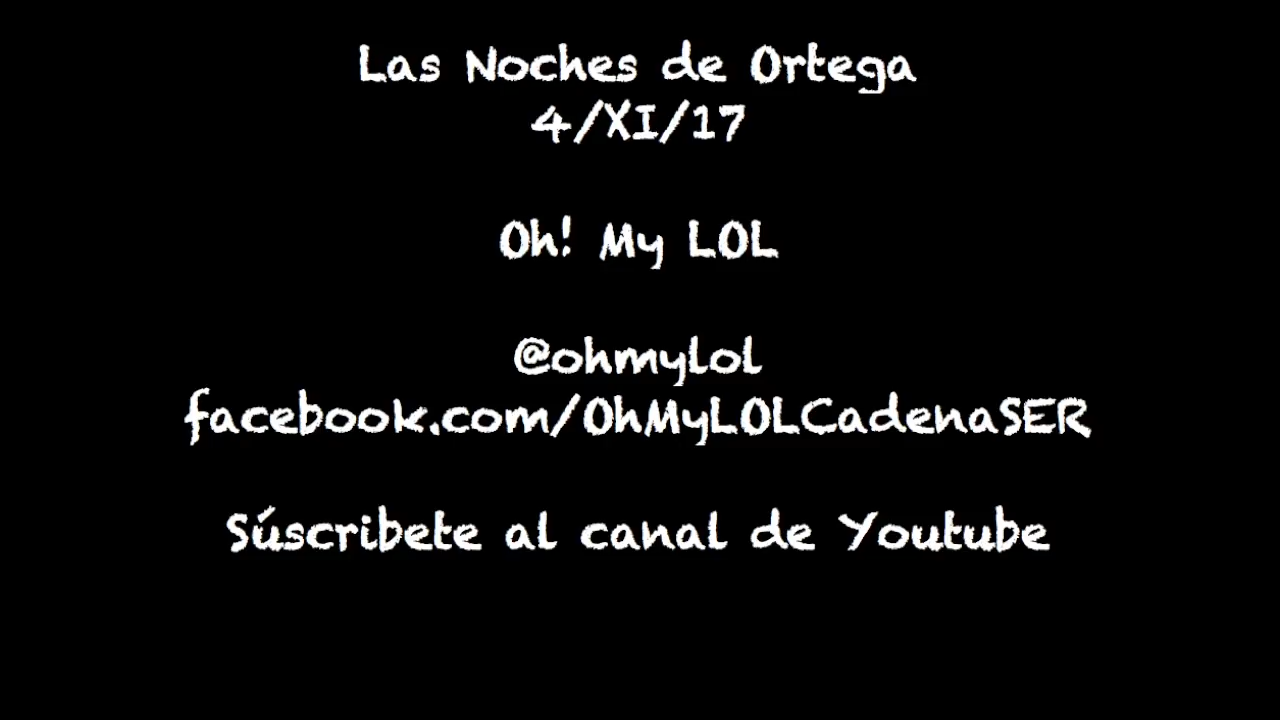 Las Noches de Ortega
4/XI/17
Oh! My LOL
@ohmylol
facebook.com/OhMyLOLCadenaSER
Súscribete al canal de Youtube